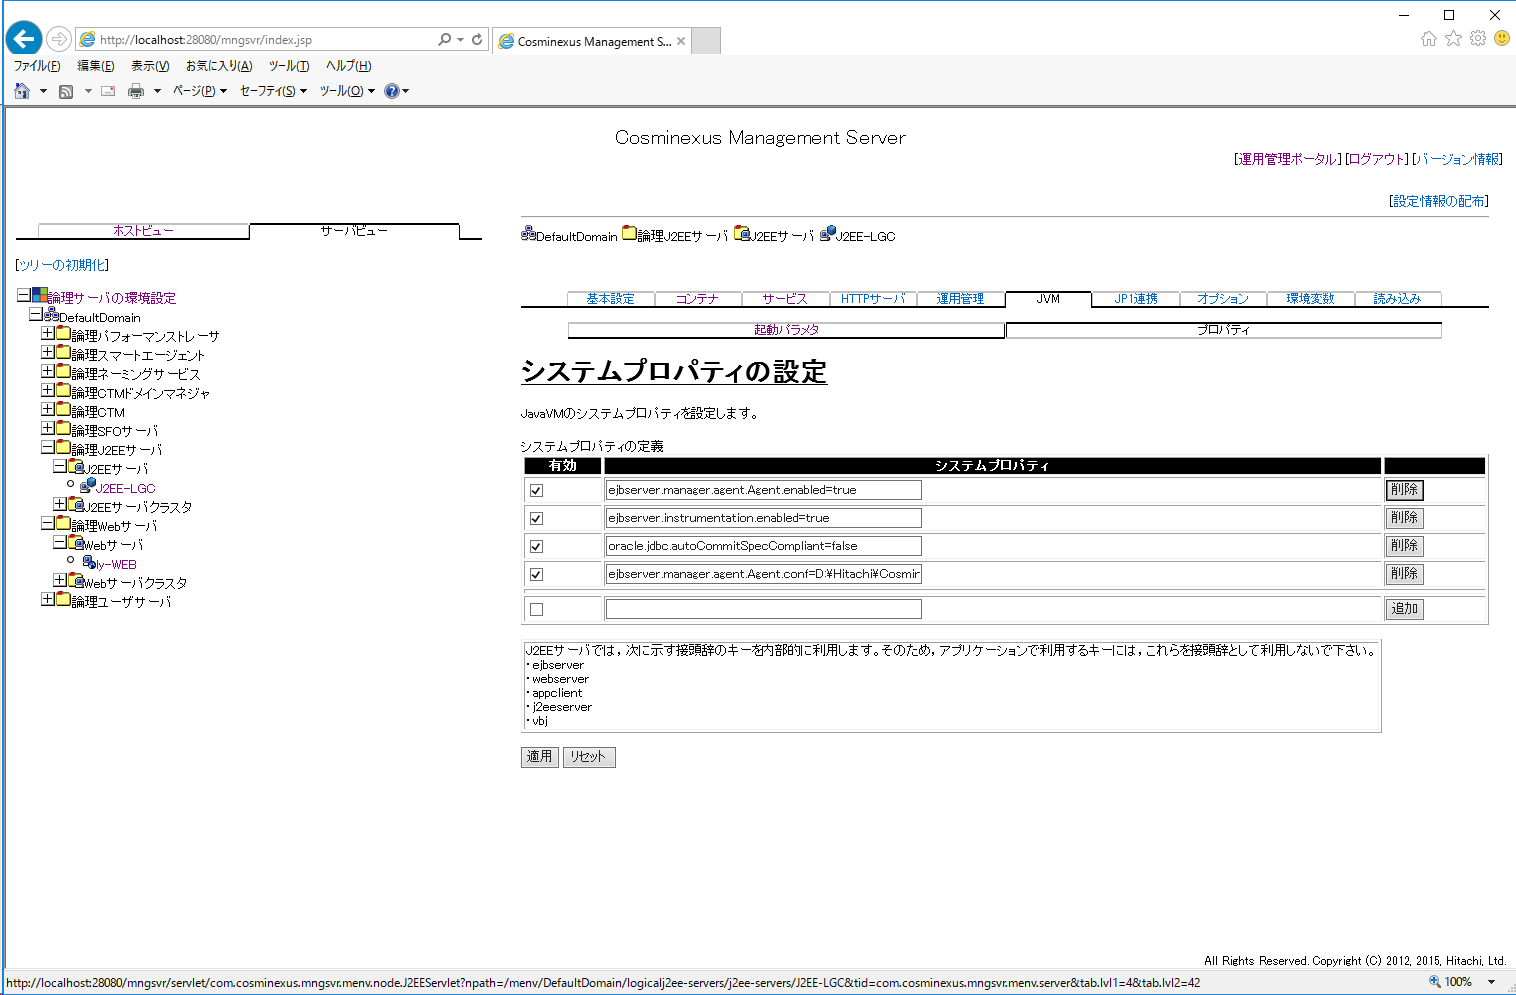 http://localhost:28080/mngsvr/index.jsp
Cosminexus Management S...
ファイル(F) 編集(E) 表示(V) お気に入り(A) ツール(T) ヘルプ(H)
ページ(P) セーフティ(S) ツール(O)
Cosminexus Management Server
[運用管理ポータル] [ログアウト] [バージョン情報]
[設定情報の配布]
ホストビュー サーバビュー
[ツリーの初期化]
論理サーバの環境設定
DefaultDomain
論理パフォーマンストレーサ
論理スマートエージェント
論理ネーミングサービス
論理CTMドメインマネジャ
論理CTM
論理SFOサーバ
論理J2EEサーバ
J2EEサーバ
J2EE-LGC
J2EEサーバクラスタ
論理Webサーバ
Webサーバ
ly-WEB
Webサーバクラスタ
論理ユーザサーバ
DefaultDomain 論理J2EEサーバ J2EEサーバ J2EE-LGC
基本設定 コンテナ サービス HTTPサーバ 運用管理 JVM JP1連携 オプション 環境変数 読み込み
起動パラメタ プロパティ
システムプロパティの設定
JavaVMのシステムプロパティを設定します。
システムプロパティの定義
有効 システムプロパティ
ejbserver.manager.agent.Agent.enabled=true 削除
ejbserver.instrumentation.enabled=true 削除
oracle.jdbc.autoCommitSpecCompliant=false 削除
ejbserver.manager.agent.Agent.conf=D:¥Hitachi¥Cosmin 削除
追加
J2EEサーバでは，次に示す接頭辞のキーを内部的に利用します。そのため，アプリケーションで利用するキーには，これらを接頭辞として利用しないで下さい。
・ejbserver
・webserver
・appclient
・j2eeserver
・vbj
適用 リセット
All Rights Reserved. Copyright (C) 2012, 2015, Hitachi, Ltd.
http://localhost:28080/mngsvr/servlet/com.cosminexus.mngsvr.menv.node.J2EEServlet?npath=/menv/DefaultDomain/logicalj2ee-servers/j2ee-servers/J2EE-LGC&tid=com.cosminexus.mngsvr.menv.server&tab.lvl1=4&tab.lvl2=42
100%